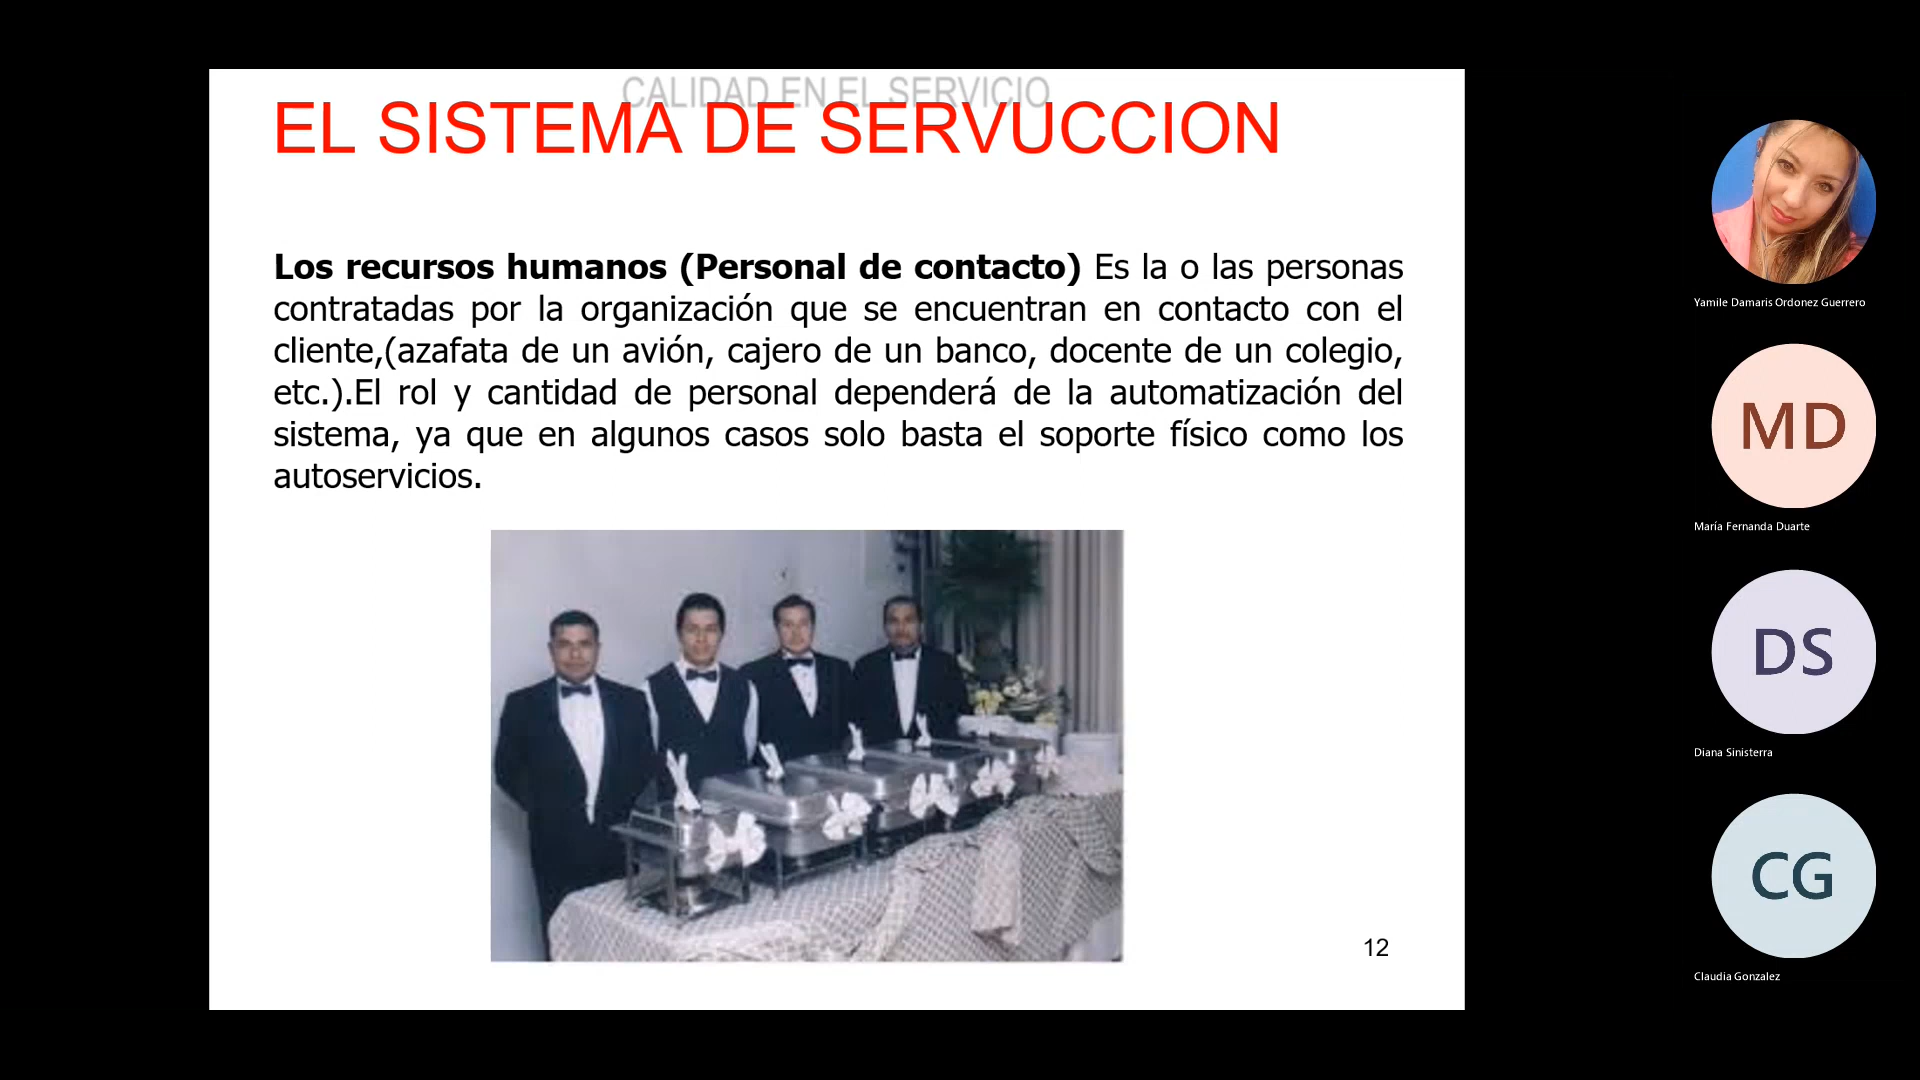 CALIDAD EN EL SERVICIO
EL SISTEMA DE SERVUCCION
Los recursos humanos (Personal de contacto) Es la o las personas
contratadas por la organización que se encuentran en contacto con el
cliente,(azafata de un avión, cajero de un banco, docente de un colegio,
etc.).El rol y cantidad de personal dependerá de la automatización del
sistema, ya que en algunos casos solo basta el soporte físico como los
autoservicios.
12
Yamile Damaris Ordonez Guerrero
MD
María Fernanda Duarte
DS
Diana Sinisterra
CG
Claudia Gonzalez